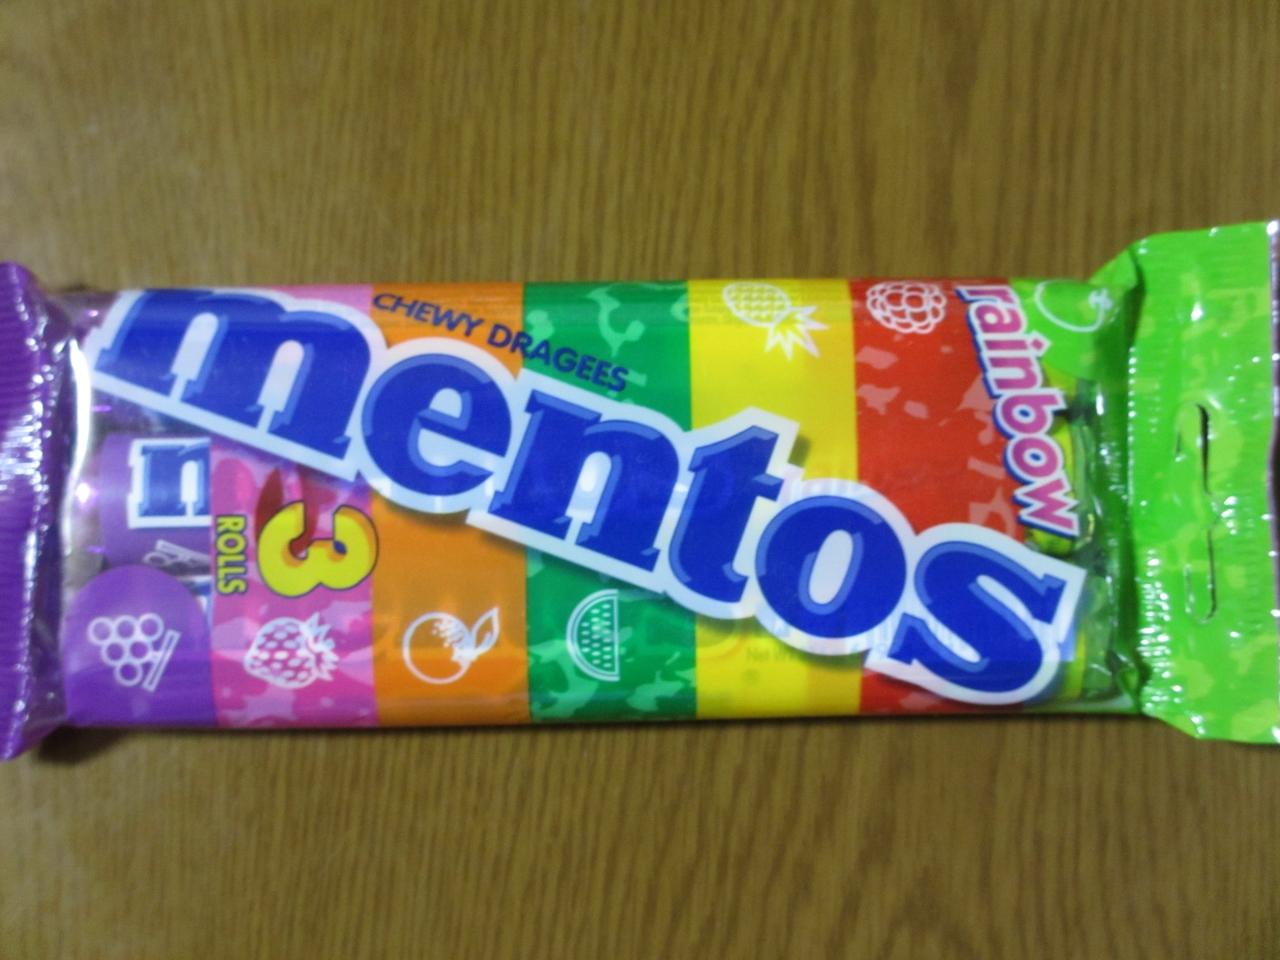 mentos
CHEWY DRAGEES
rainbow
n
3
ROLLS